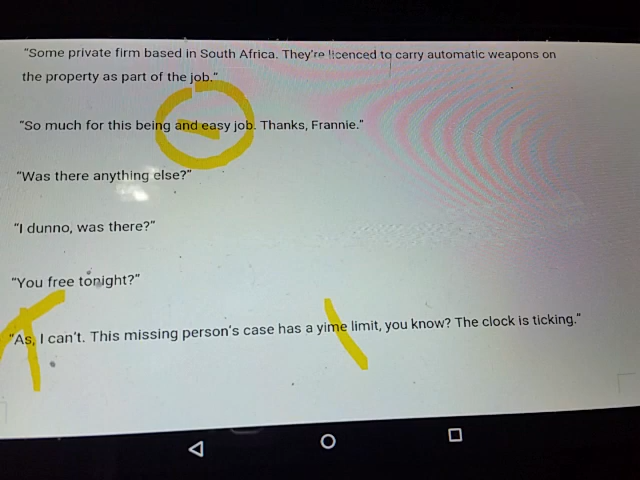 "Some private firm based in South Africa. They're licenced to carry automatic weapons on
the property as part of the job."
"So much for this being and easy job. Thanks, Frannie."
"Was there anything else?"
"I dunno, was there?"
"You free tonight?"
"As, I can't. This missing person's case has a yime limit, you know? The clock is ticking."